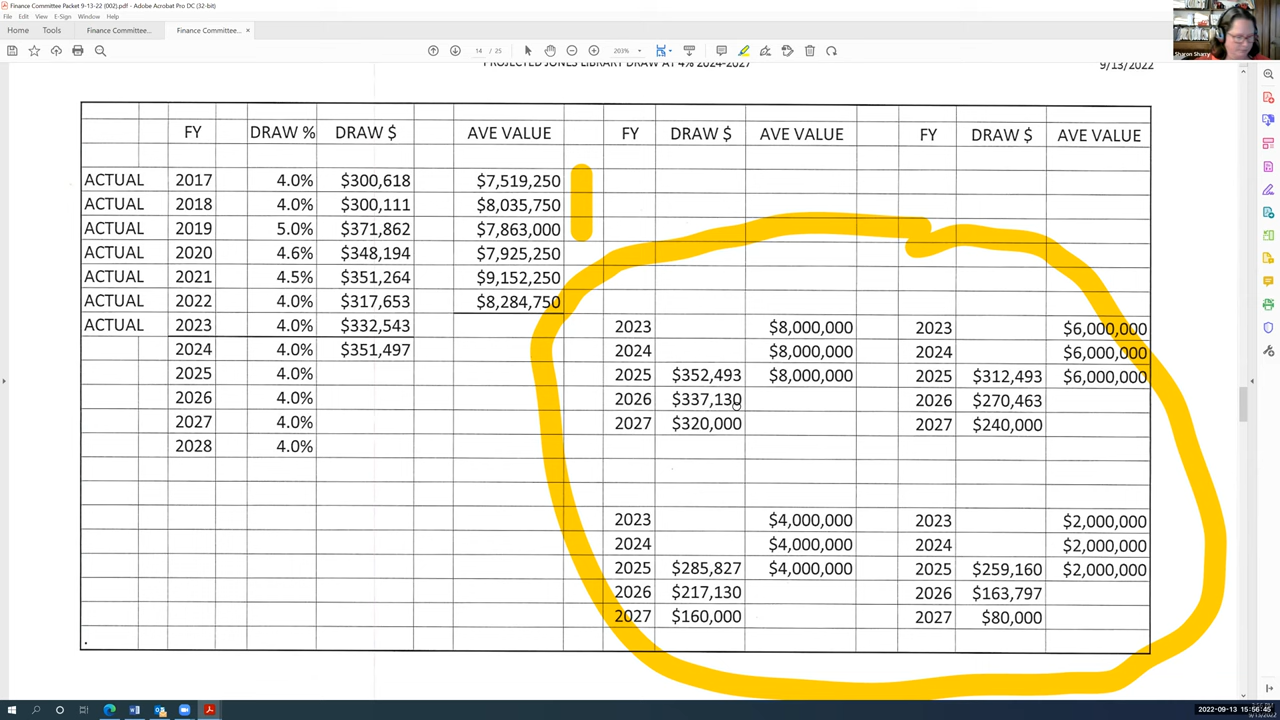 Finance Committee Packet 9-13-22 (002).pdf - Adobe Acrobat Pro DC (32-bit)
File Edit View E-Sign Window Help
Home Tools Finance Committee... Finance Committee... ×
14 / 25 203%
Sharon Sharry
PROJECTED JONES LIBRARY DRAW AT 4% 2024-2027 9/13/2022
FY DRAW % DRAW $ AVE VALUE FY DRAW $ AVE VALUE FY DRAW $ AVE VALUE
ACTUAL 2017 4.0% $300,618 $7,519,250
ACTUAL 2018 4.0% $300,111 $8,035,750
ACTUAL 2019 5.0% $371,862 $7,863,000
ACTUAL 2020 4.6% $348,194 $7,925,250
ACTUAL 2021 4.5% $351,264 $9,152,250
ACTUAL 2022 4.0% $317,653 $8,284,750
ACTUAL 2023 4.0% $332,543 2023 $8,000,000 2023 $6,000,000
2024 4.0% $351,497 2024 $8,000,000 2024 $6,000,000
2025 4.0% 2025 $352,493 $8,000,000 2025 $312,493 $6,000,000
2026 4.0% 2026 $337,130 2026 $270,463
2027 4.0% 2027 $320,000 2027 $240,000
2028 4.0%
2023 $4,000,000 2023 $2,000,000
2024 $4,000,000 2024 $2,000,000
2025 $285,827 $4,000,000 2025 $259,160 $2,000,000
2026 $217,130 2026 $163,797
2027 $160,000 2027 $80,000
2022-09-13 15:56:45